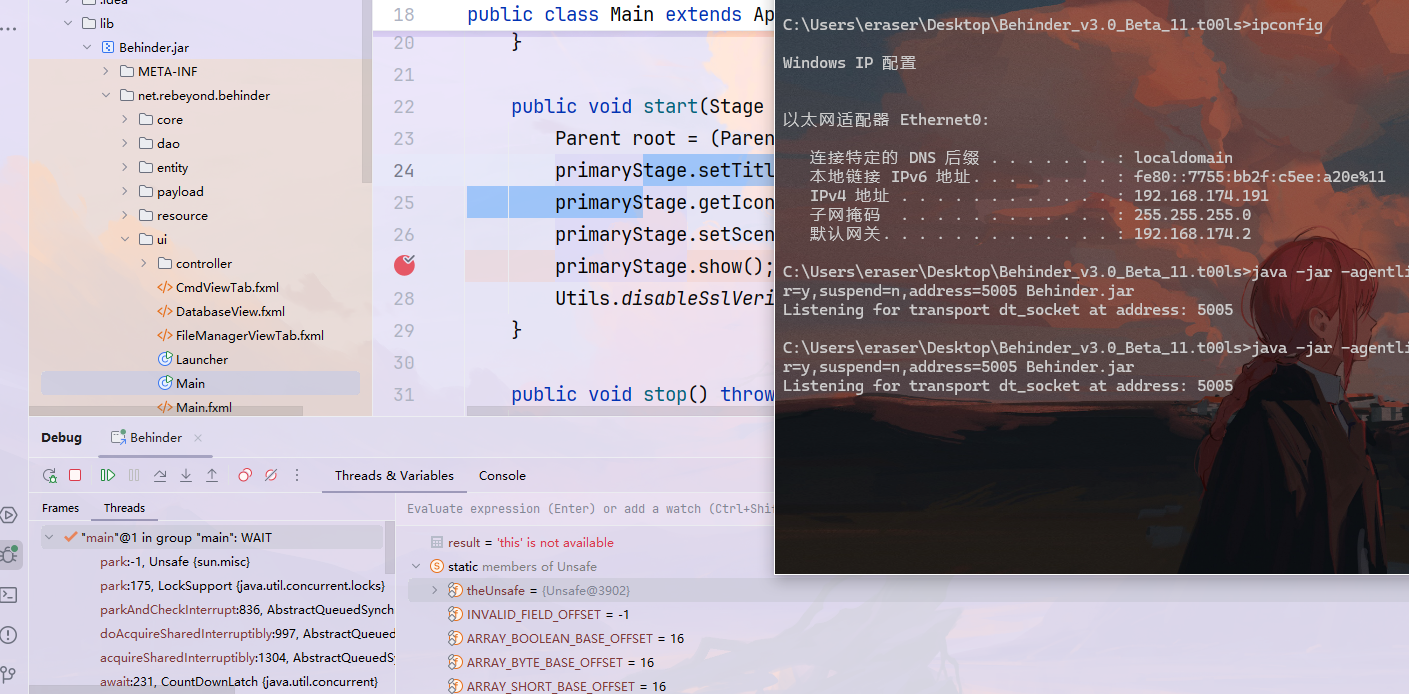 .idea
lib
Behinder.jar
META-INF
net.rebeyond.behinder
core
dao
entity
payload
resource
ui
controller
CmdViewTab.fxml
DatabaseView.fxml
FileManagerViewTab.fxml
Launcher
Main
Main.fxml
18 public class Main extends Ap
20 }
21
22 public void start(Stage
23 Parent root = (Paren
24 primaryStage.setTitl
25 primaryStage.getIcon
26 primaryStage.setScen
primaryStage.show();
28 Utils.disableSslVeri
29 }
30
31 public void stop() throw
C:\Users\eraser\Desktop\Behinder_v3.0_Beta_11.t00ls>ipconfig
Windows IP 配置
以太网适配器 Ethernet0:
连接特定的 DNS 后缀 . . . . . . . : localdomain
本地链接 IPv6 地址. . . . . . . . : fe80::7755:bb2f:c5ee:a20e%11
IPv4 地址 . . . . . . . . . . . . : 192.168.174.191
子网掩码 . . . . . . . . . . . . : 255.255.255.0
默认网关. . . . . . . . . . . . . : 192.168.174.2
C:\Users\eraser\Desktop\Behinder_v3.0_Beta_11.t00ls>java -jar -agentli
r=y,suspend=n,address=5005 Behinder.jar
Listening for transport dt_socket at address: 5005
C:\Users\eraser\Desktop\Behinder_v3.0_Beta_11.t00ls>java -jar -agentli
r=y,suspend=n,address=5005 Behinder.jar
Listening for transport dt_socket at address: 5005
Debug Behinder
Threads & Variables Console
Frames Threads
"main"@1 in group "main": WAIT
park:-1, Unsafe {sun.misc}
park:175, LockSupport {java.util.concurrent.locks}
parkAndCheckInterrupt:836, AbstractQueuedSynch
doAcquireSharedInterruptibly:997, AbstractQueued
acquireSharedInterruptibly:1304, AbstractQueuedSy
await:231, CountDownLatch {java.util.concurrent}
Evaluate expression (Enter) or add a watch (Ctrl+Shif
result = 'this' is not available
static members of Unsafe
theUnsafe = {Unsafe@3902}
INVALID_FIELD_OFFSET = -1
ARRAY_BOOLEAN_BASE_OFFSET = 16
ARRAY_BYTE_BASE_OFFSET = 16
ARRAY_SHORT_BASE_OFFSET = 16